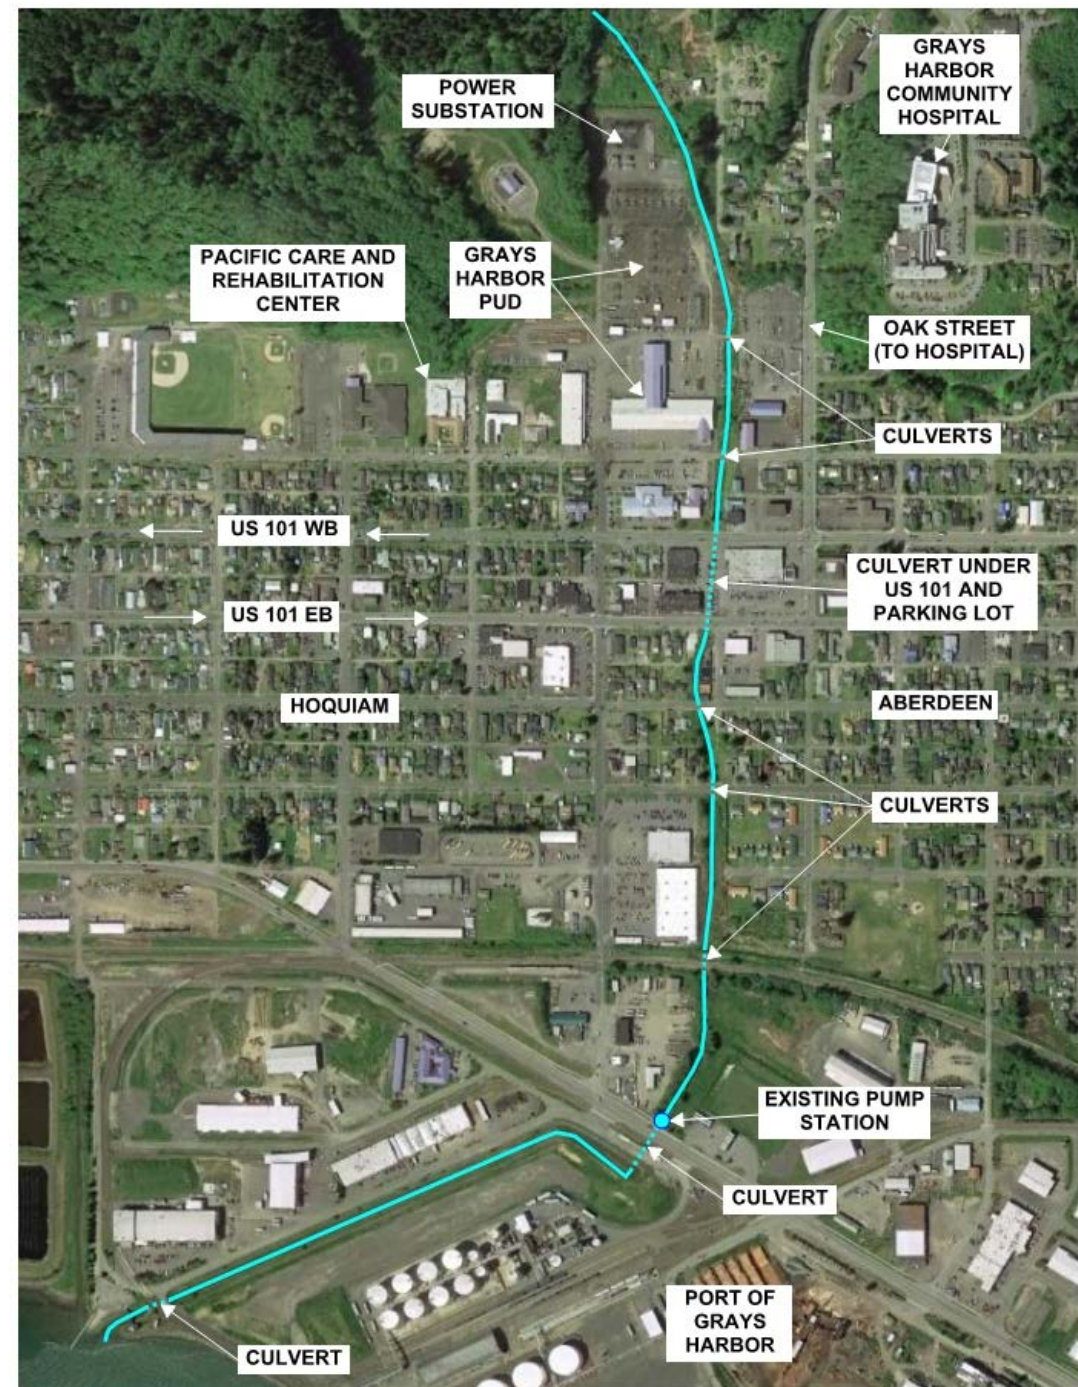 GRAYS
HARBOR
COMMUNITY
HOSPITAL
POWER
SUBSTATION
PACIFIC CARE AND
REHABILITATION
CENTER
GRAYS
HARBOR
PUD
OAK STREET
(TO HOSPITAL)
CULVERTS
US 101 WB
CULVERT UNDER
US 101 AND
PARKING LOT
US 101 EB
HOQUIAM
ABERDEEN
CULVERTS
EXISTING PUMP
STATION
CULVERT
PORT OF
GRAYS
HARBOR
CULVERT